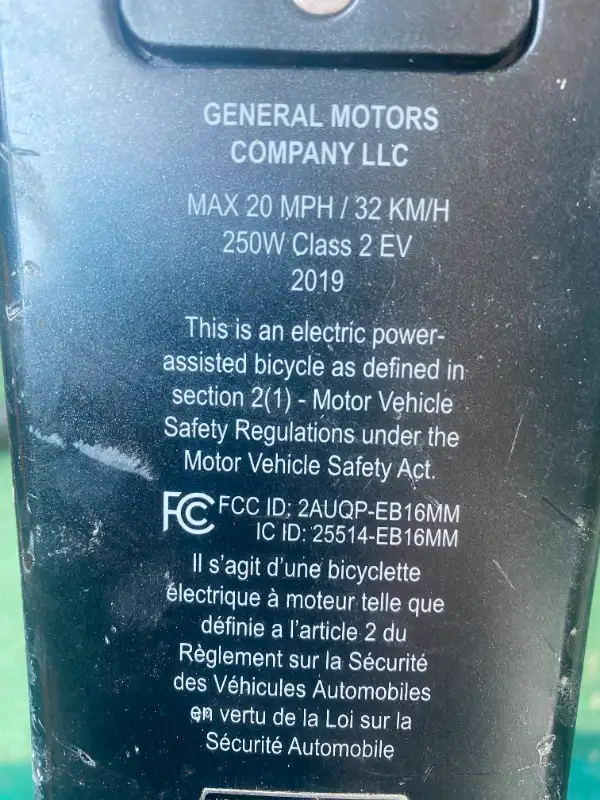 GENERAL MOTORS
COMPANY LLC
MAX 20 MPH / 32 KM/H
250W Class 2 EV
2019
This is an electric power-
assisted bicycle as defined in
section 2(1) - Motor Vehicle
Safety Regulations under the
Motor Vehicle Safety Act.
FC FCC ID: 2AUQP-EB16MM
IC ID: 25514-EB16MM
Il s'agit d'une bicyclette
électrique à moteur telle que
définie a l'article 2 du
Règlement sur la Sécurité
des Véhicules Automobiles
en vertu de la Loi sur la
Sécurité Automobile